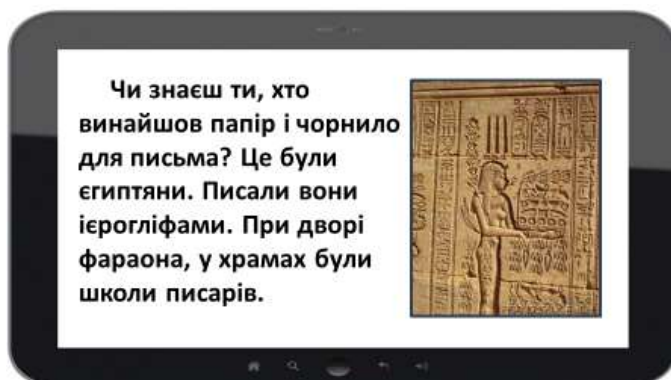 Чи знаєш ти, хто
винайшов папір і чорнило
для письма? Це були
єгиптяни. Писали вони
ієрогліфами. При дворі
фараона, у храмах були
школи писарів.